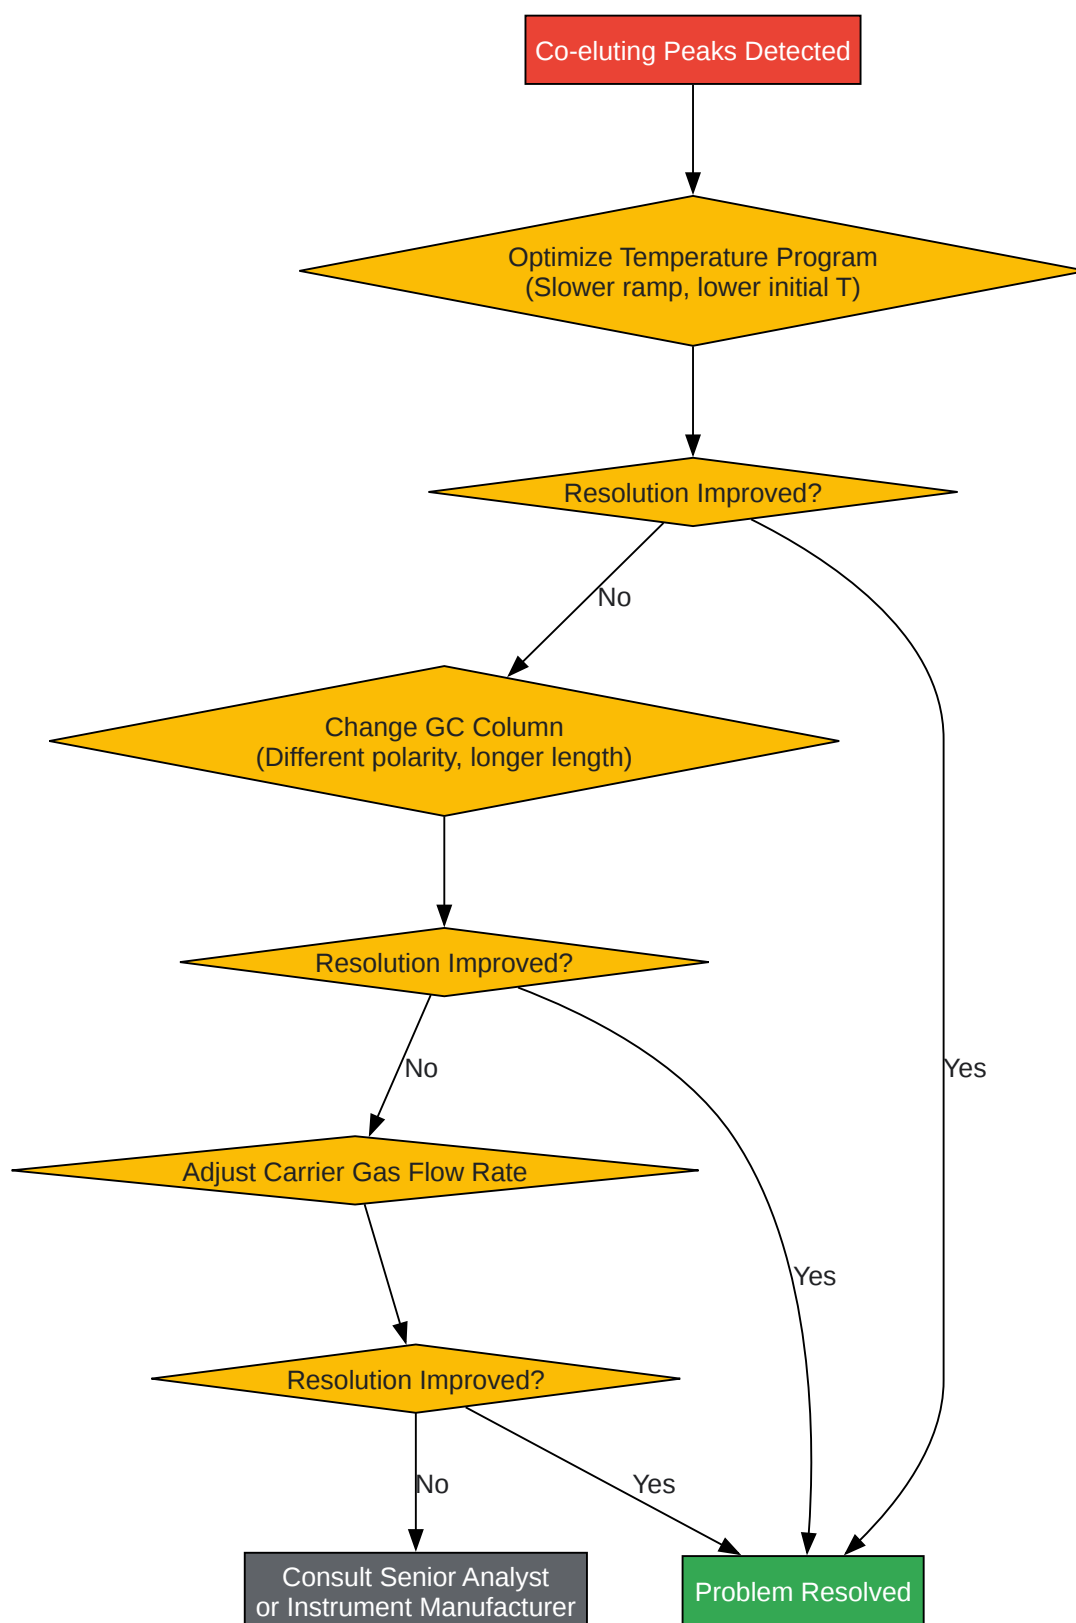 Co-eluting Peaks Detected
Optimize Temperature Program
(Slower ramp, lower initial T)
Resolution Improved?
No
Change GC Column
(Different polarity, longer length)
Resolution Improved?
No
Yes
Adjust Carrier Gas Flow Rate
Yes
Resolution Improved?
No
Yes
Consult Senior Analyst
or Instrument Manufacturer
Problem Resolved